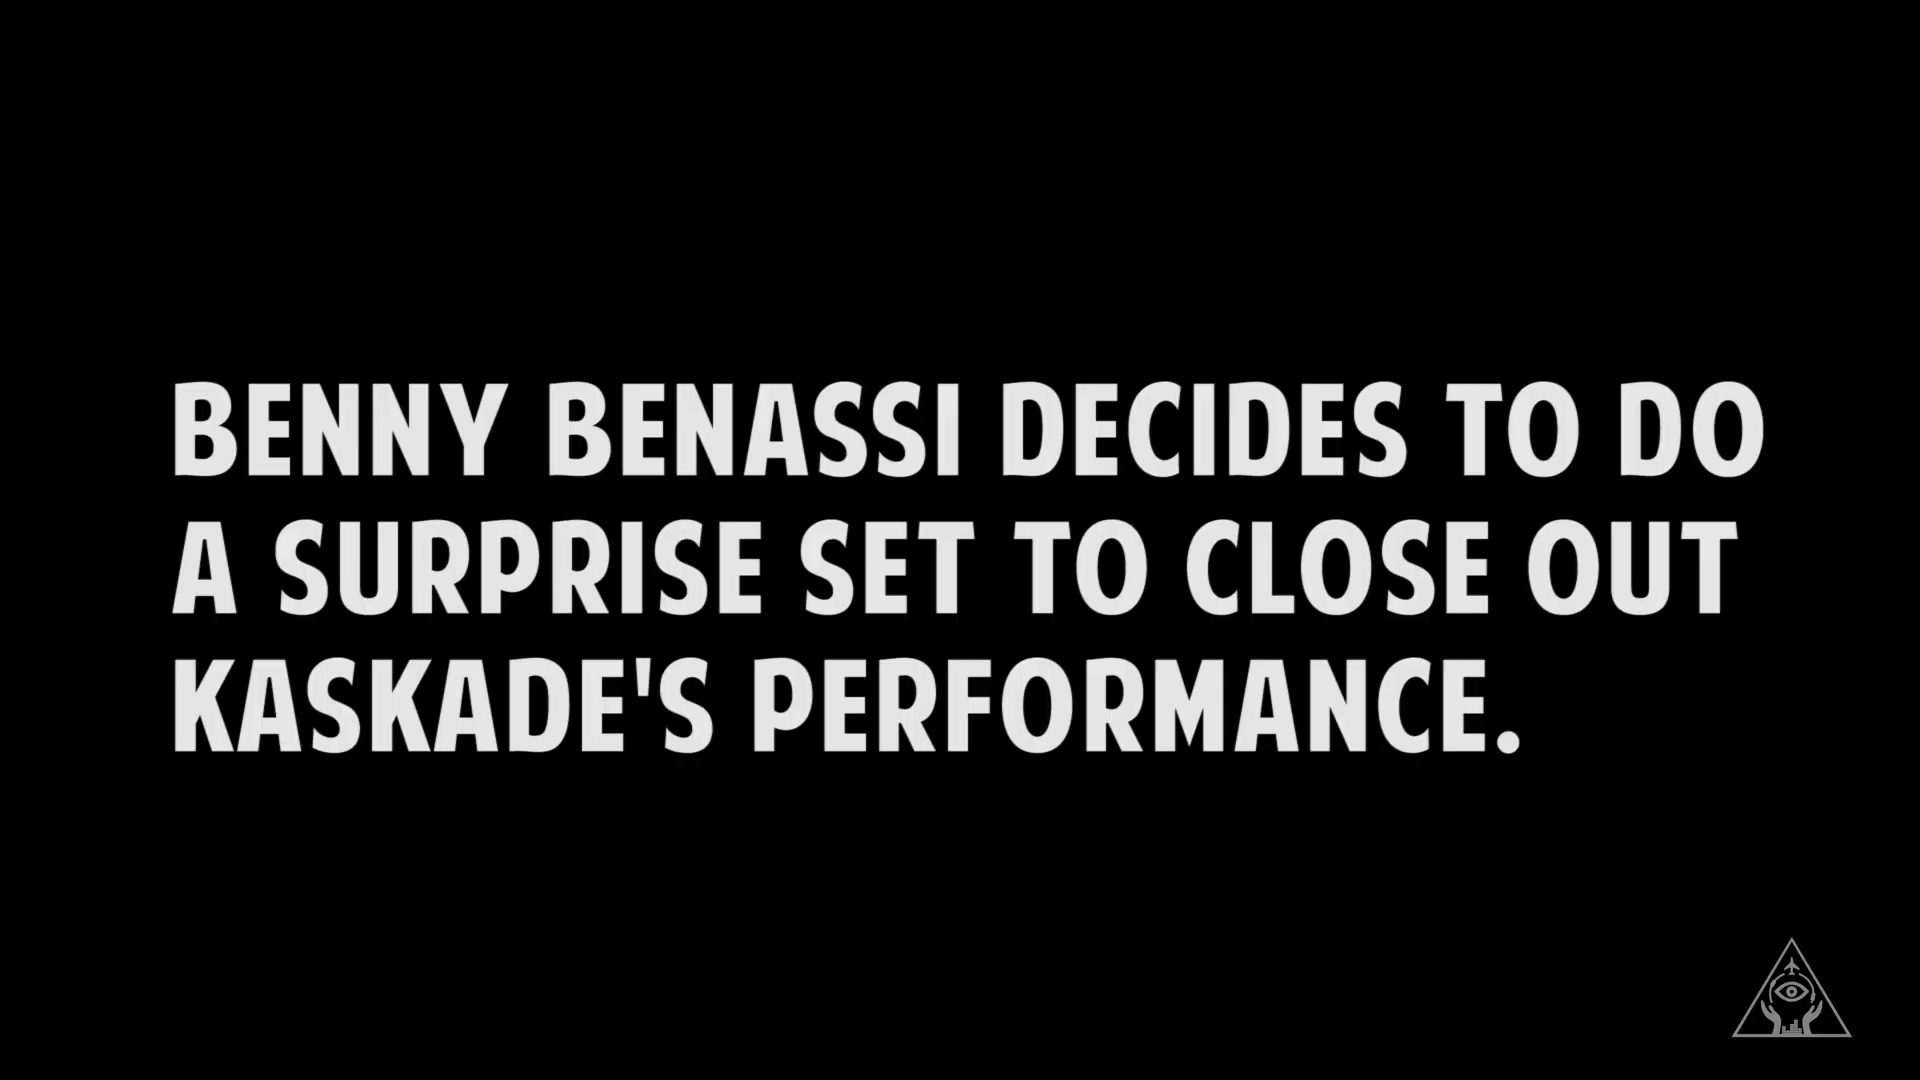 BENNY BENASSI DECIDES TO DO
A SURPRISE SET TO CLOSE OUT
KASKADE'S PERFORMANCE.